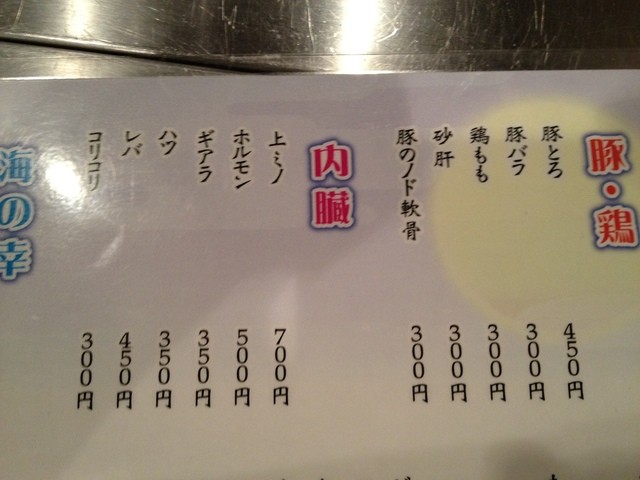 豚・鶏
豚とろ 450円
豚バラ 300円
鶏もも 300円
砂肝 300円
豚のノド軟骨 300円
内臓
上ミノ 700円
ホルモン 500円
ギアラ 350円
ハツ 350円
レバ 450円
コリコリ 300円
海の幸